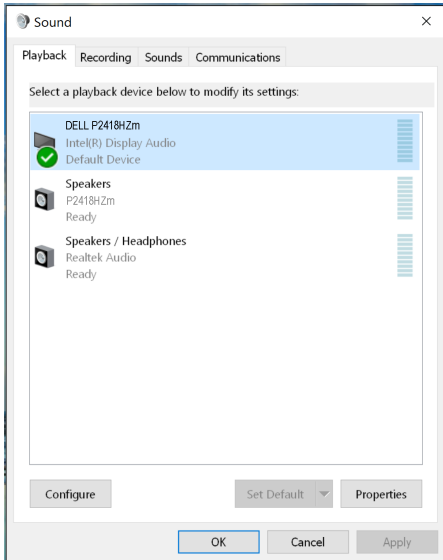 Sound
Playback Recording Sounds Communications
Select a playback device below to modify its settings:
DELL P2418HZm
Intel(R) Display Audio
Default Device
Speakers
P2418HZm
Ready
Speakers / Headphones
Realtek Audio
Ready
Configure Set Default Properties
OK Cancel Apply